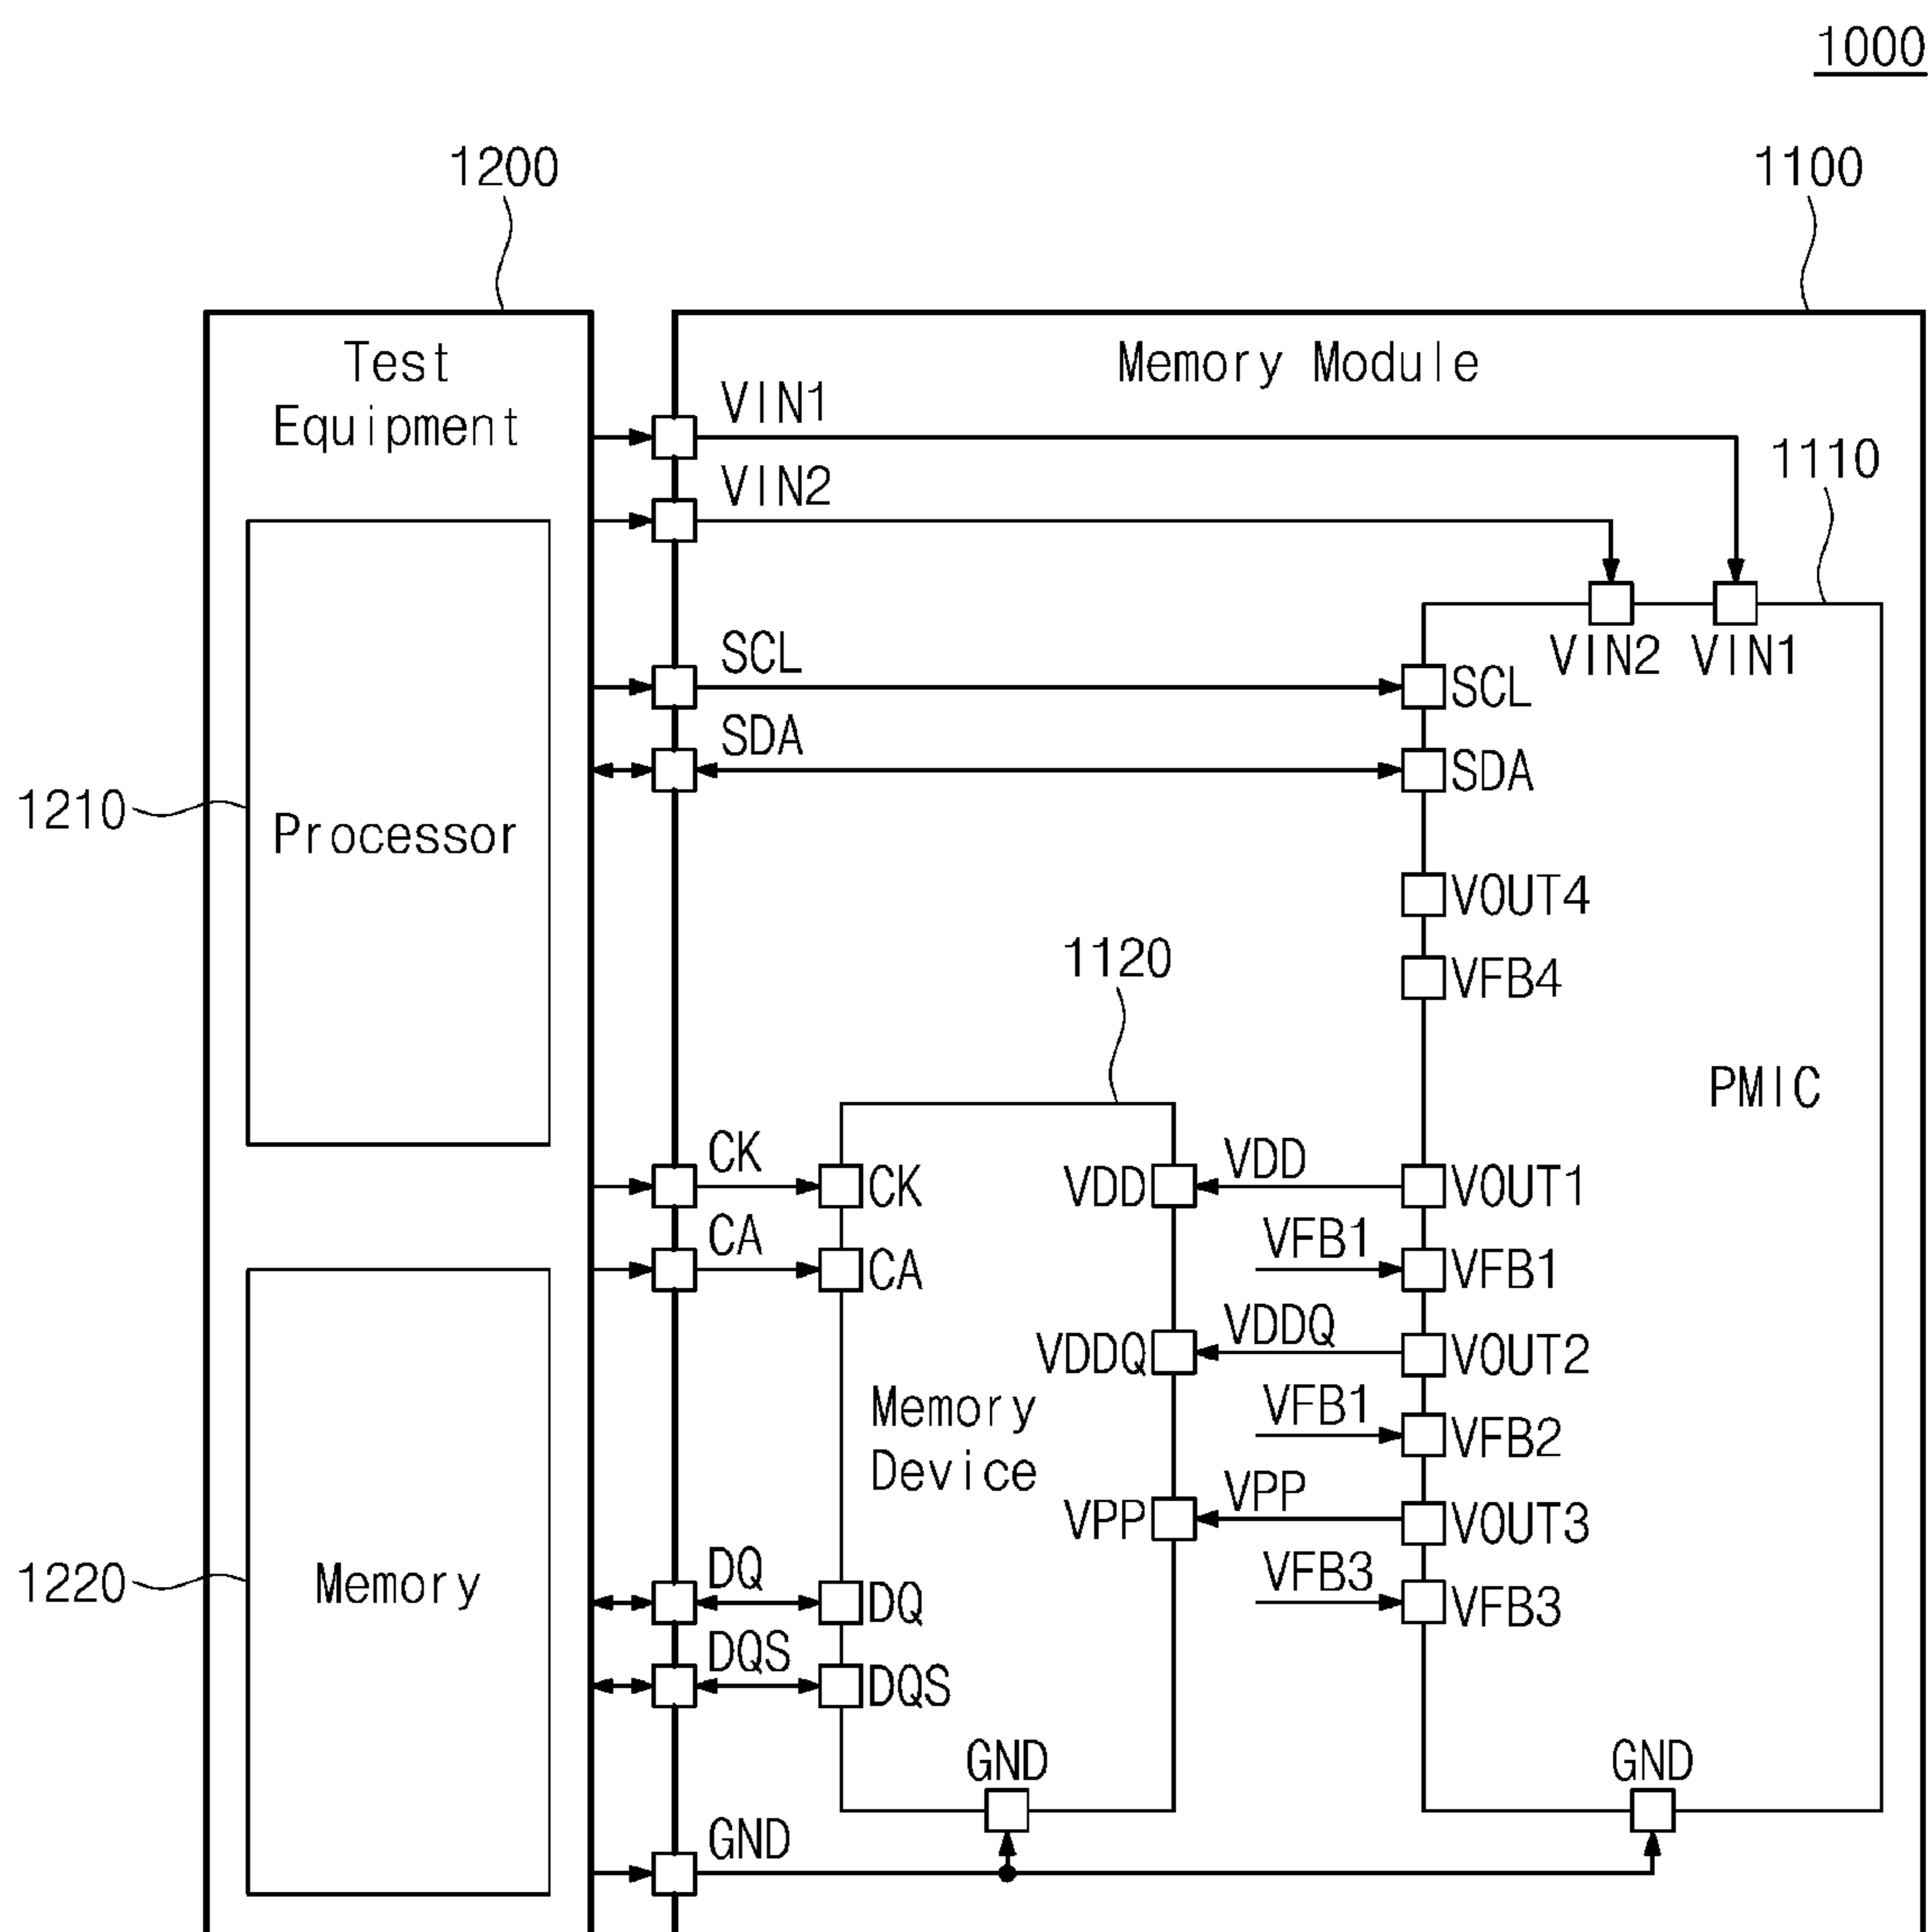 1000
1200
1100
Test
Equipment
Memory Module
VIN1
VIN2
1110
VIN2 VIN1
SCL
SCL
SDA
SDA
1210
Processor
VOUT4
VFB4
1120
PMIC
CK
CK
VDD
VDD
VOUT1
CA
CA
VFB1
VFB1
VDDQ
VDDQ
VOUT2
Memory
Device
VFB1
VFB2
VPP
VPP
VOUT3
1220
Memory
DQ
DQ
VFB3
VFB3
DQS
DQS
GND
GND
GND